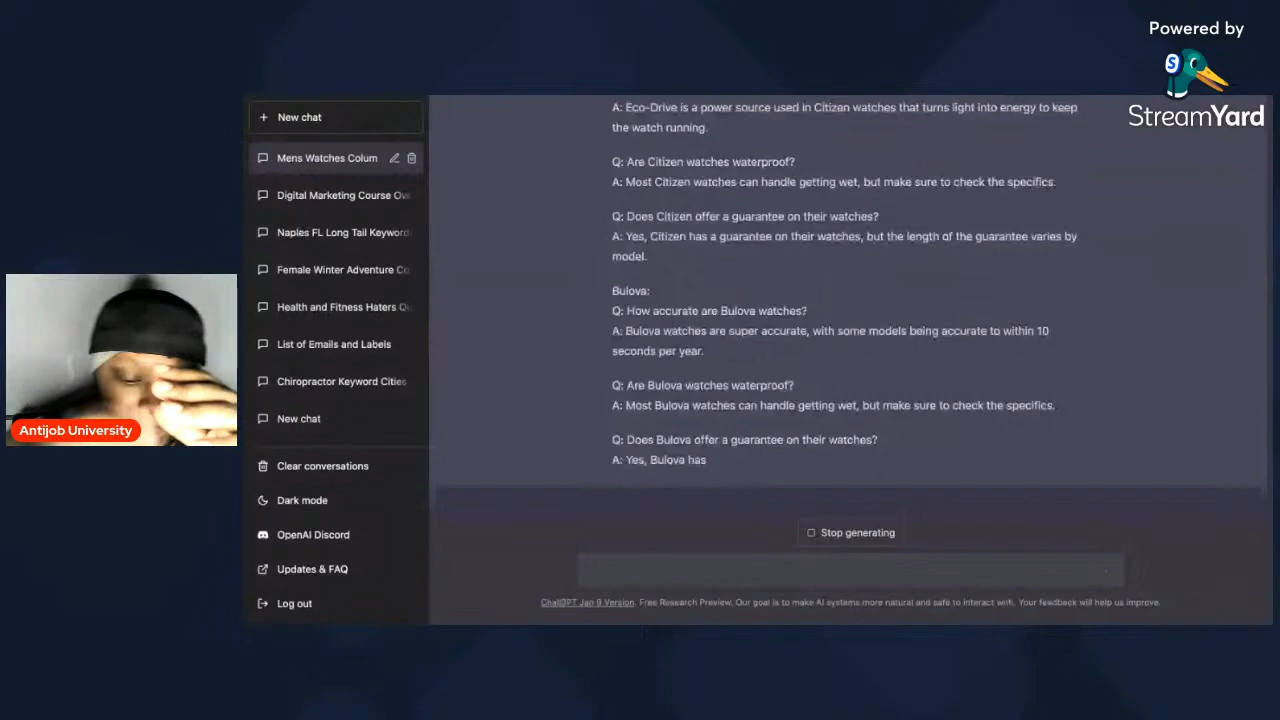 Powered by
StreamYard
New chat
Mens Watches Colum
Digital Marketing Course Ov
Naples FL Long Tail Keyword
Female Winter Adventure Co
Health and Fitness Haters Q
List of Emails and Labels
Chiropractor Keyword Cities
New chat
Clear conversations
Dark mode
OpenAI Discord
Updates & FAQ
Log out
A: Eco-Drive is a power source used in Citizen watches that turns light into energy to keep
the watch running.
Q: Are Citizen watches waterproof?
A: Most Citizen watches can handle getting wet, but make sure to check the specifics.
Q: Does Citizen offer a guarantee on their watches?
A: Yes, Citizen has a guarantee on their watches, but the length of the guarantee varies by
model.
Bulova:
Q: How accurate are Bulova watches?
A: Bulova watches are super accurate, with some models being accurate to within 10
seconds per year.
Q: Are Bulova watches waterproof?
A: Most Bulova watches can handle getting wet, but make sure to check the specifics.
Q: Does Bulova offer a guarantee on their watches?
A: Yes, Bulova has
Stop generating
ChatGPT Jan 9 Version. Free Research Preview. Our goal is to make AI systems more natural and safe to interact with. Your feedback will help us improve.
Antijob University